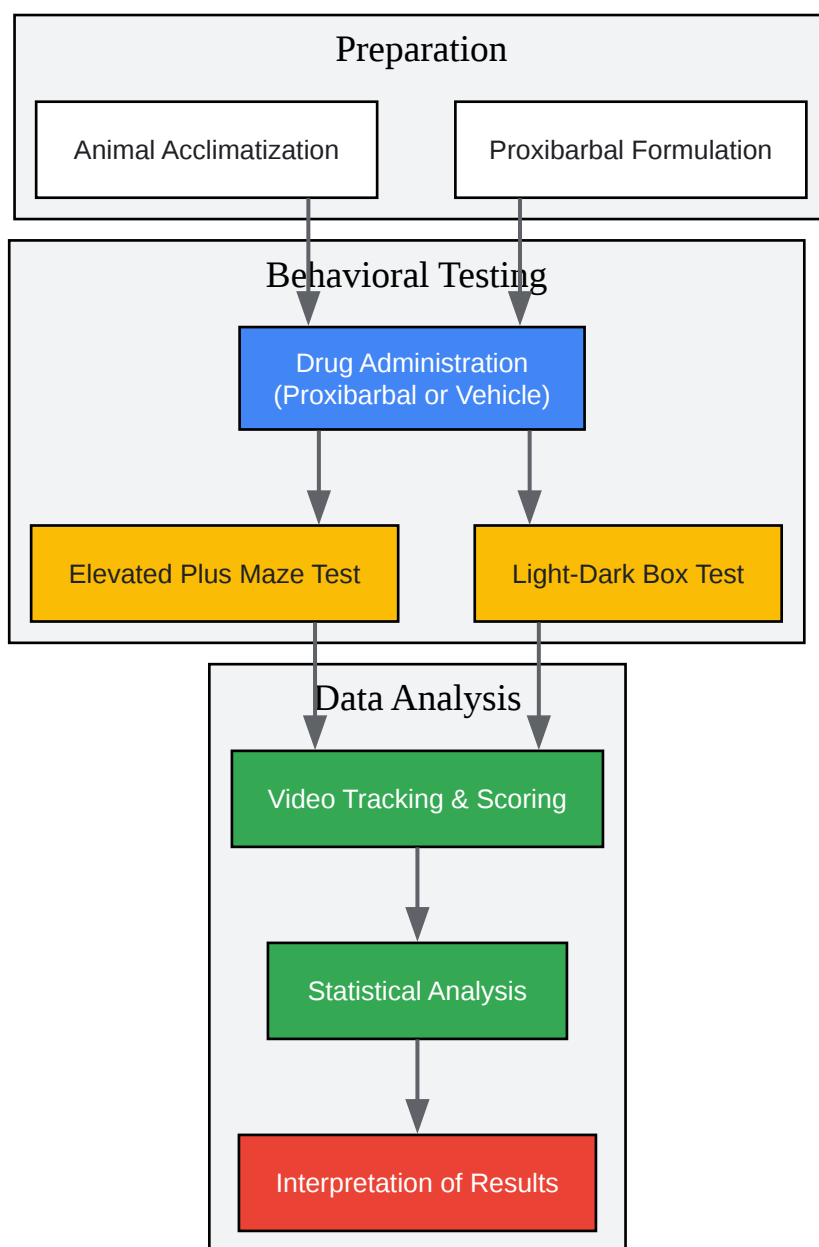 Preparation
Animal Acclimatization
Proxibarbal Formulation
Behavioral Testing
Drug Administration
(Proxibarbal or Vehicle)
Elevated Plus Maze Test
Light-Dark Box Test
Data Analysis
Video Tracking & Scoring
Statistical Analysis
Interpretation of Results